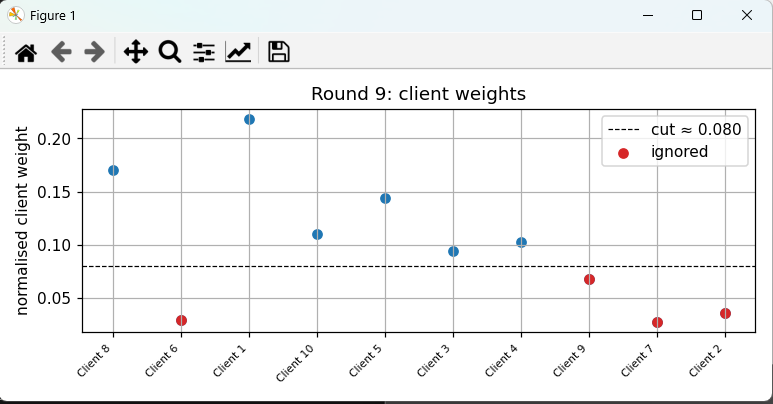 Figure 1
Round 9: client weights
normalised client weight
0.20
0.15
0.10
0.05
cut ≈ 0.080
ignored
Client 8
Client 6
Client 1
Client 10
Client 5
Client 3
Client 4
Client 9
Client 7
Client 2